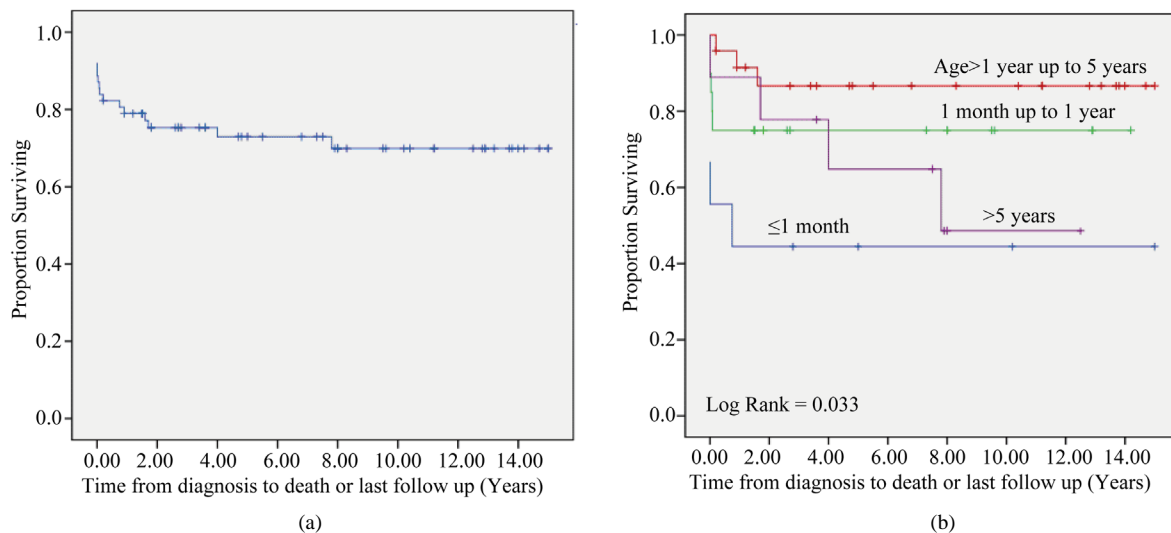 1.0
0.8
0.6
0.4
0.2
0.0
Proportion Surviving
0.00 2.00 4.00 6.00 8.00 10.00 12.00 14.00
Time from diagnosis to death or last follow up (Years)
(a)
1.0
0.8
0.6
0.4
0.2
0.0
Proportion Surviving
Age>1 year up to 5 years
1 month up to 1 year
≤1 month
>5 years
Log Rank = 0.033
0.00 2.00 4.00 6.00 8.00 10.00 12.00 14.00
Time from diagnosis to death or last follow up (Years)
(b)